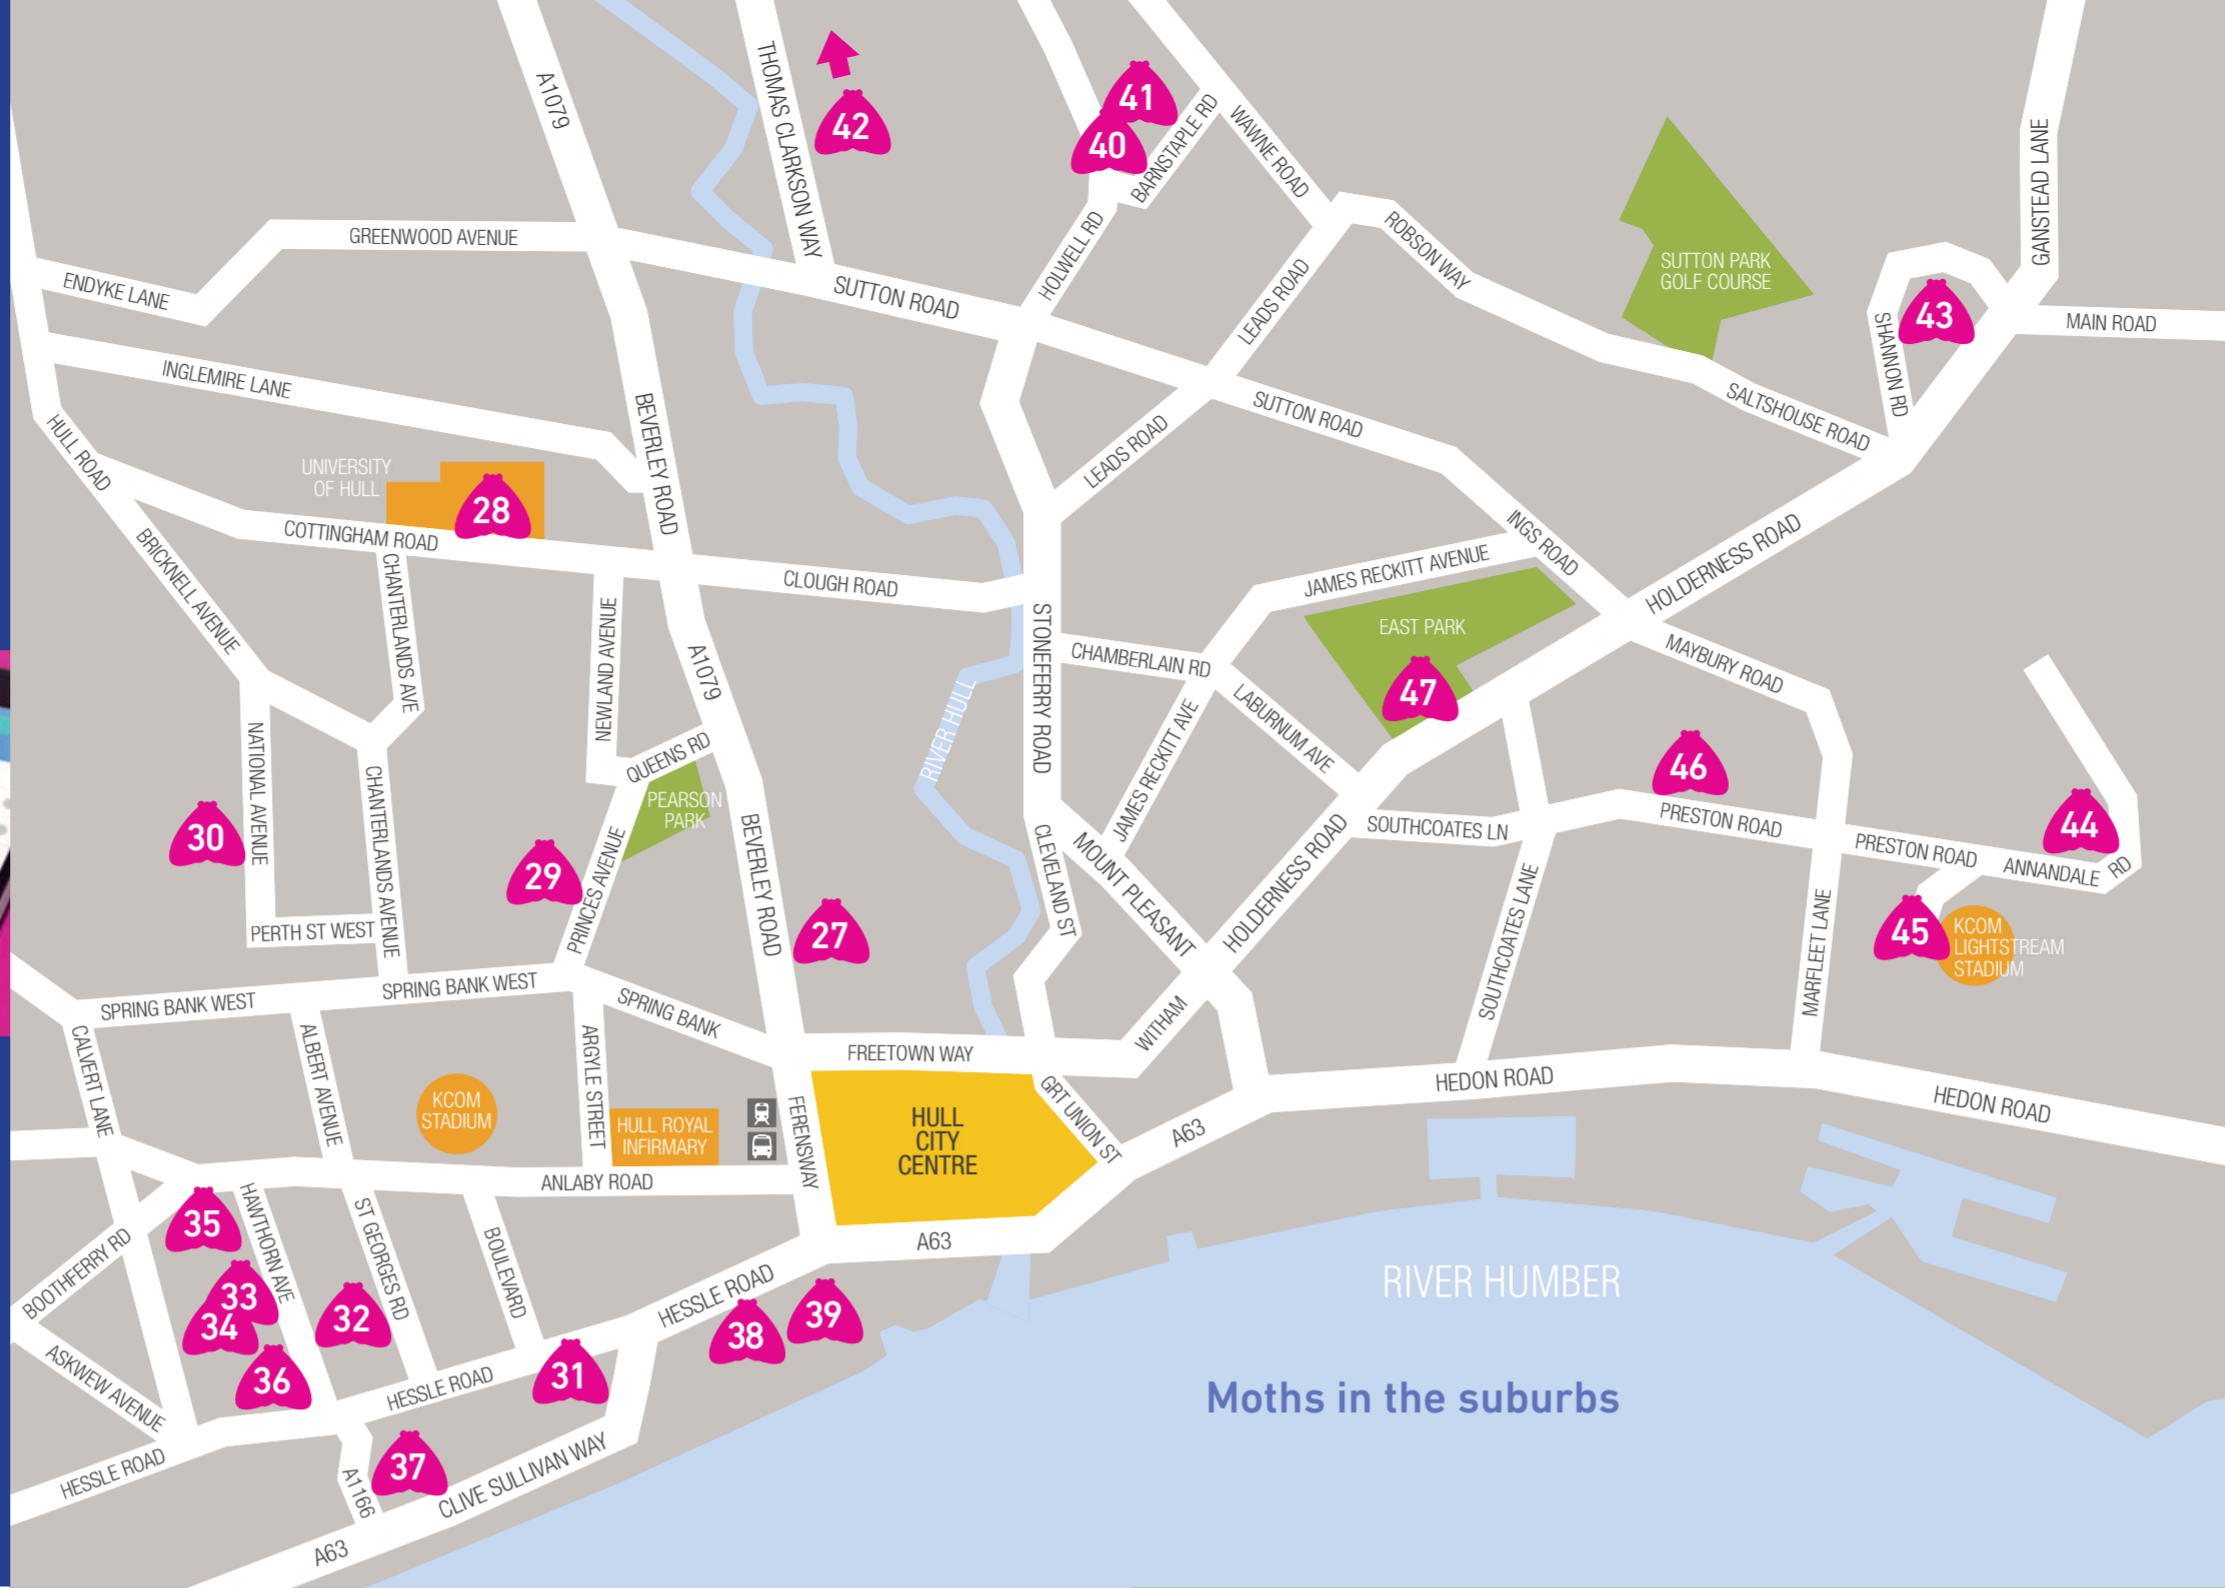 A1079
THOMAS CLARKSON WAY
42
41
40
BARNSTAPLE RD
WAWNE ROAD
GANSTEAD LANE
GREENWOOD AVENUE
ENDYKE LANE
SUTTON ROAD
HOLWELL RD
LEADS ROAD
ROBSON WAY
SUTTON PARK
GOLF COURSE
43
MAIN ROAD
SHANNON RD
INGLEMIRE LANE
BEVERLEY ROAD
HULL ROAD
LEADS ROAD
SUTTON ROAD
SALTSHOUSE ROAD
UNIVERSITY
OF HULL
28
COTTINGHAM ROAD
CLOUGH ROAD
INGS ROAD
HOLDERNESS ROAD
JAMES RECKITT AVENUE
BRICKNELL AVENUE
CHANTERLANDS AVE
NEWLAND AVENUE
A1079
STONEFERRY ROAD
CHAMBERLAIN RD
EAST PARK
47
MAYBURY ROAD
RIVER HULL
LABURNUM AVE
JAMES RECKITT AVE
NATIONAL AVENUE
CHANTERLANDS AVENUE
QUEENS RD
PEARSON
PARK
30
29
PRINCES AVENUE
BEVERLEY ROAD
27
CLEVELAND ST
MOUNT PLEASANT
HOLDERNESS ROAD
SOUTHCOATES LN
46
PRESTON ROAD
PRESTON ROAD
44
ANNANDALE RD
SOUTHCOATES LANE
MARFLEET LANE
45
KCOM
LIGHTSTREAM
STADIUM
PERTH ST WEST
SPRING BANK WEST
SPRING BANK WEST
SPRING BANK
WITHAM
CALVERT LANE
ALBERT AVENUE
ARGYLE STREET
FREETOWN WAY
KCOM
STADIUM
HULL ROYAL
INFIRMARY
FERENSWAY
HULL
CITY
CENTRE
GRT UNION ST
A63
HEDON ROAD
HEDON ROAD
ANLABY ROAD
35
HAWTHORN AVE
ST GEORGES RD
BOULEVARD
BOOTHFERRY RD
33
34
32
A63
HESSLE ROAD
RIVER HUMBER
38
39
36
31
ASKWEW AVENUE
HESSLE ROAD
Moths in the suburbs
HESSLE ROAD
37
A1166
CLIVE SULLIVAN WAY
A63